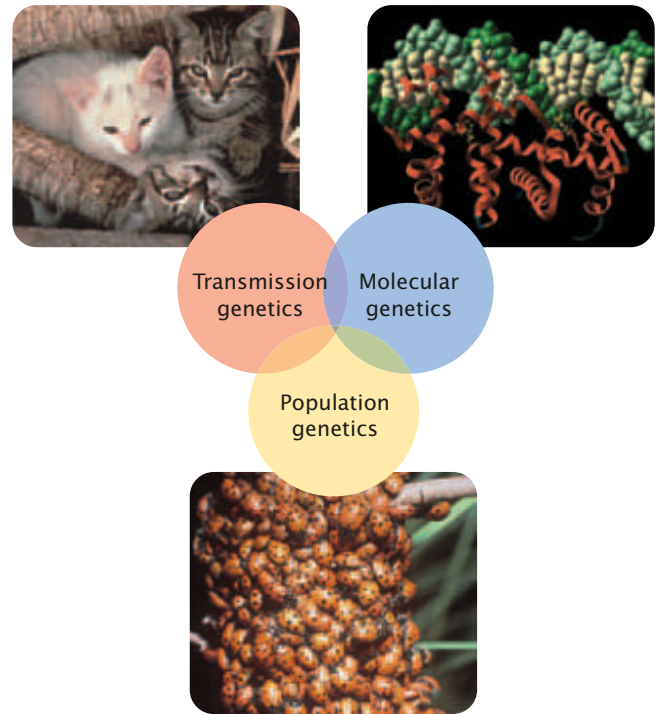 Transmission
genetics
Molecular
genetics
Population
genetics